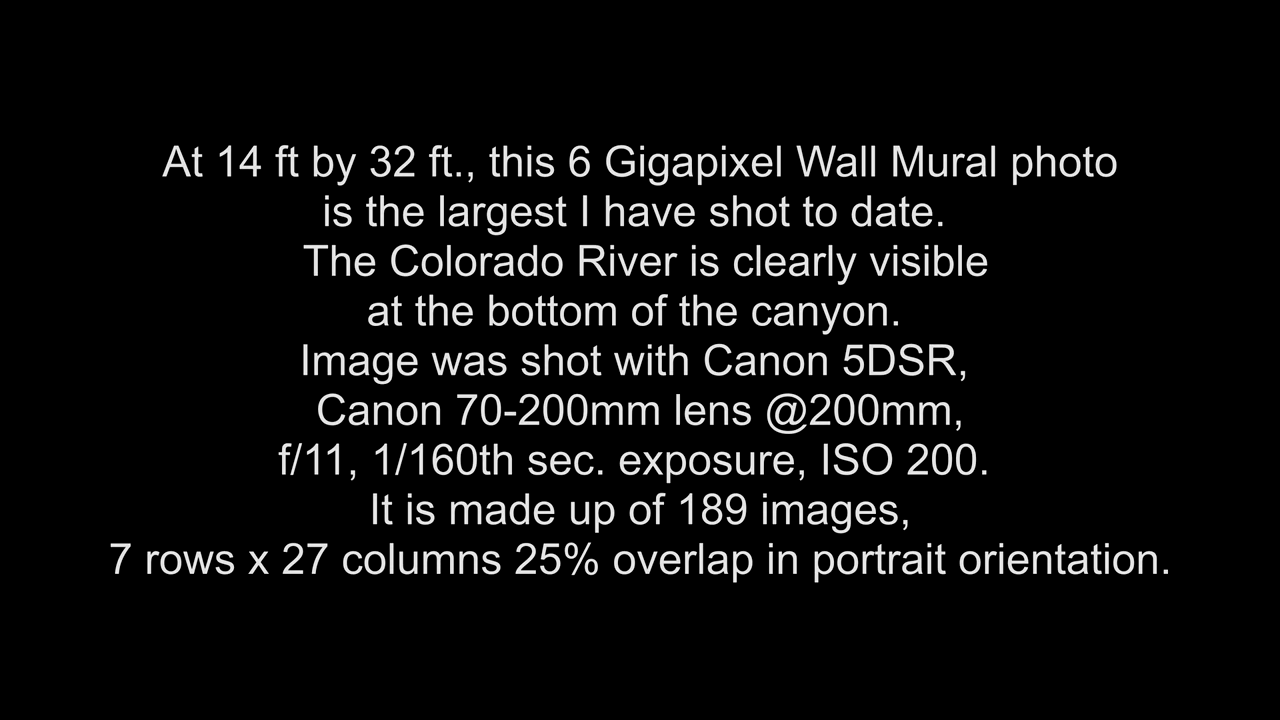 At 14 ft by 32 ft., this 6 Gigapixel Wall Mural photo
is the largest I have shot to date.
The Colorado River is clearly visible
at the bottom of the canyon.
Image was shot with Canon 5DSR,
Canon 70-200mm lens @200mm,
f/11, 1/160th sec. exposure, ISO 200.
It is made up of 189 images,
7 rows x 27 columns 25% overlap in portrait orientation.